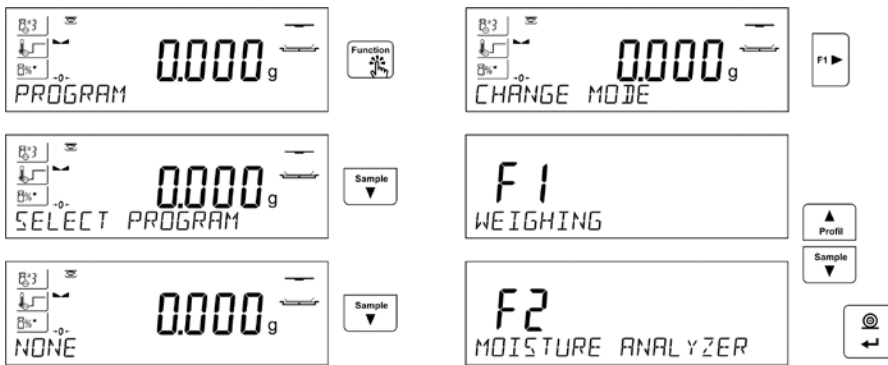 0.000 g
PROGRAM
Function
0.000 g
SELECT PROGRAM
Sample
0.000 g
NONE
Sample
0.000 g
CHANGE MODE
F1
F1
WEIGHING
Profil
Sample
F2
MOISTURE ANALYZER